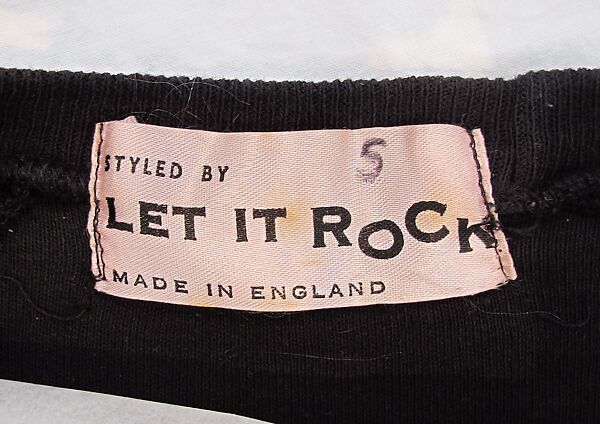 S
STYLED BY
LET IT ROCK
MADE IN ENGLAND